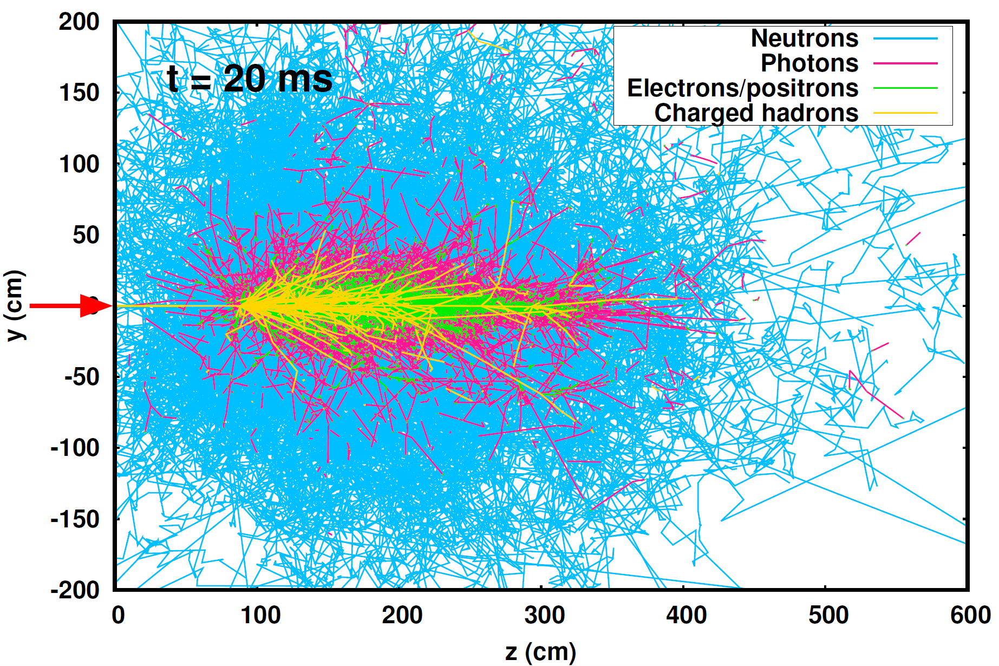 200
150
100
50
0
-50
-100
-150
-200
y (cm)
t = 20 ms
Neutrons
Photons
Electrons/positrons
Charged hadrons
0 100 200 300 400 500 600
z (cm)